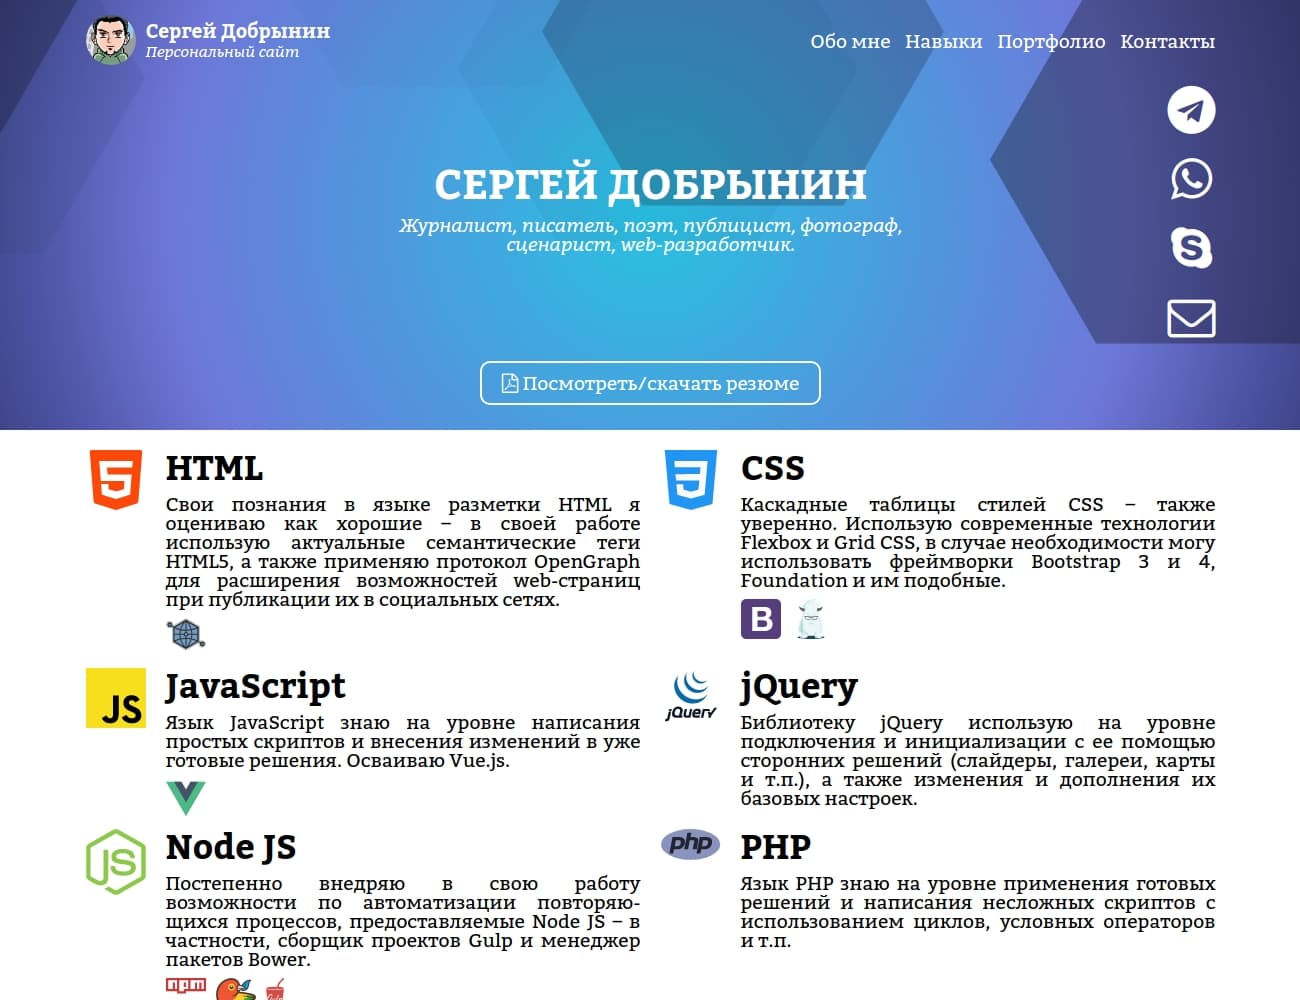 Сергей Добрынин
Персональный сайт
Обо мне Навыки Портфолио Контакты
СЕРГЕЙ ДОБРЫНИН
Журналист, писатель, поэт, публицист, фотограф,
сценарист, web-разработчик.
Посмотреть/скачать резюме
HTML
Свои познания в языке разметки HTML я
оцениваю как хорошие – в своей работе
использую актуальные семантические теги
HTML5, а также применяю протокол OpenGraph
для расширения возможностей web-страниц
при публикации их в социальных сетях.
CSS
Каскадные таблицы стилей CSS – также
уверенно. Использую современные технологии
Flexbox и Grid CSS, в случае необходимости могу
использовать фреймворки Bootstrap 3 и 4,
Foundation и им подобные.
B
JS
JavaScript
Язык JavaScript знаю на уровне написания
простых скриптов и внесения изменений в уже
готовые решения. Осваиваю Vue.js.
jQuery
jQuery
Библиотеку jQuery использую на уровне
подключения и инициализации с ее помощью
сторонних решений (слайдеры, галереи, карты
и т.п.), а также изменения и дополнения их
базовых настроек.
JS
Node JS
Постепенно внедряю в свою работу
возможности по автоматизации повторяю-
щихся процессов, предоставляемые Node JS – в
частности, сборщик проектов Gulp и менеджер
пакетов Bower.
npm
php
PHP
Язык PHP знаю на уровне применения готовых
решений и написания несложных скриптов с
использованием циклов, условных операторов
и т.п.